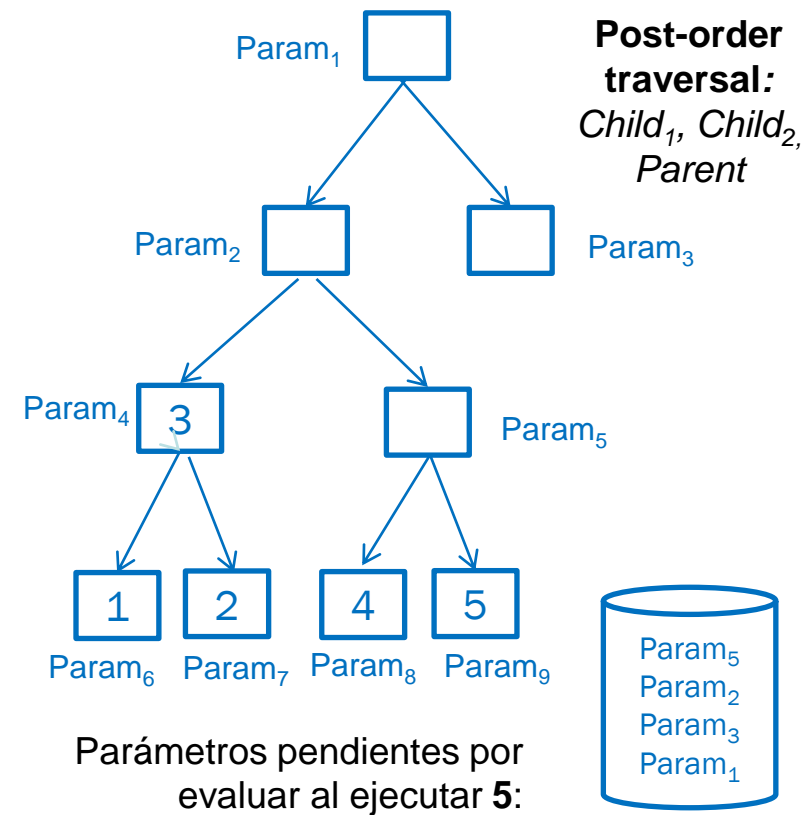 Param₁
Post-order
traversal:
Child₁, Child₂,
Parent
Param₂
Param₃
Param₄
3
Param₅
1
2
4
5
Param₆
Param₇
Param₈
Param₉
Param₅
Param₂
Param₃
Param₁
Parámetros pendientes por
evaluar al ejecutar 5: